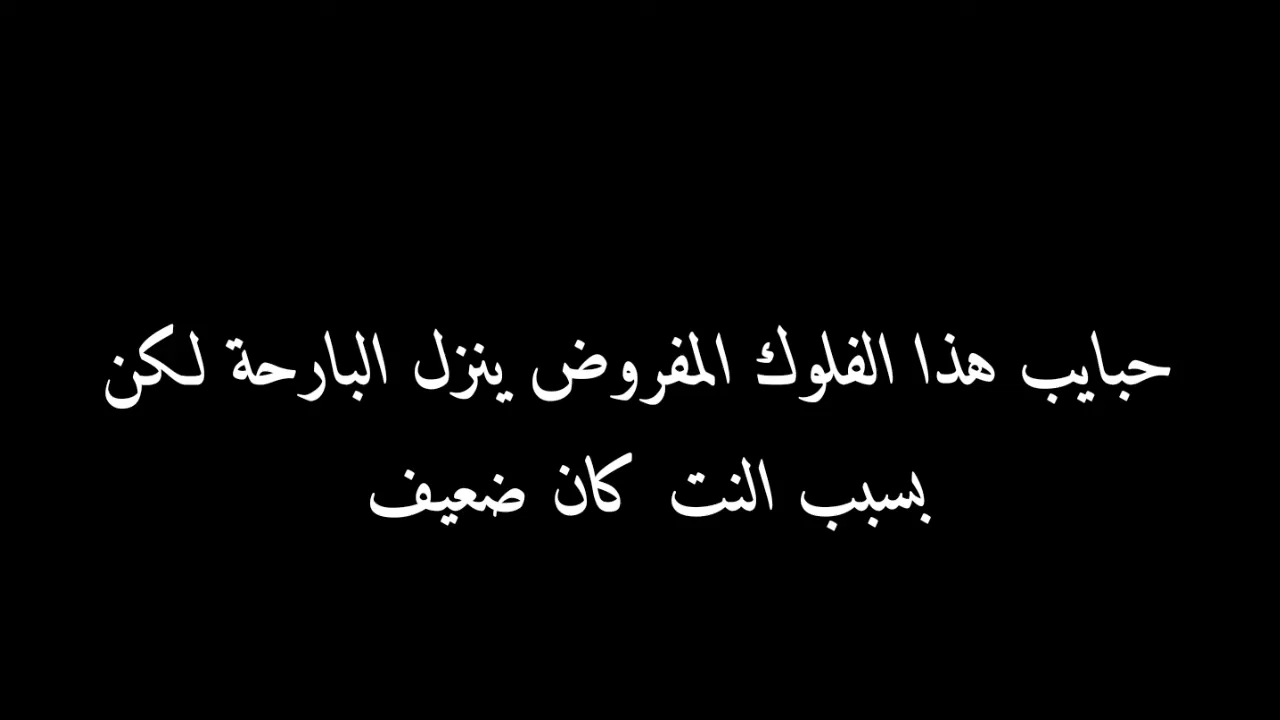 حبايب هذا الفلوك المفروض ينزل البارحة لكن
بسبب النت كان ضعيف